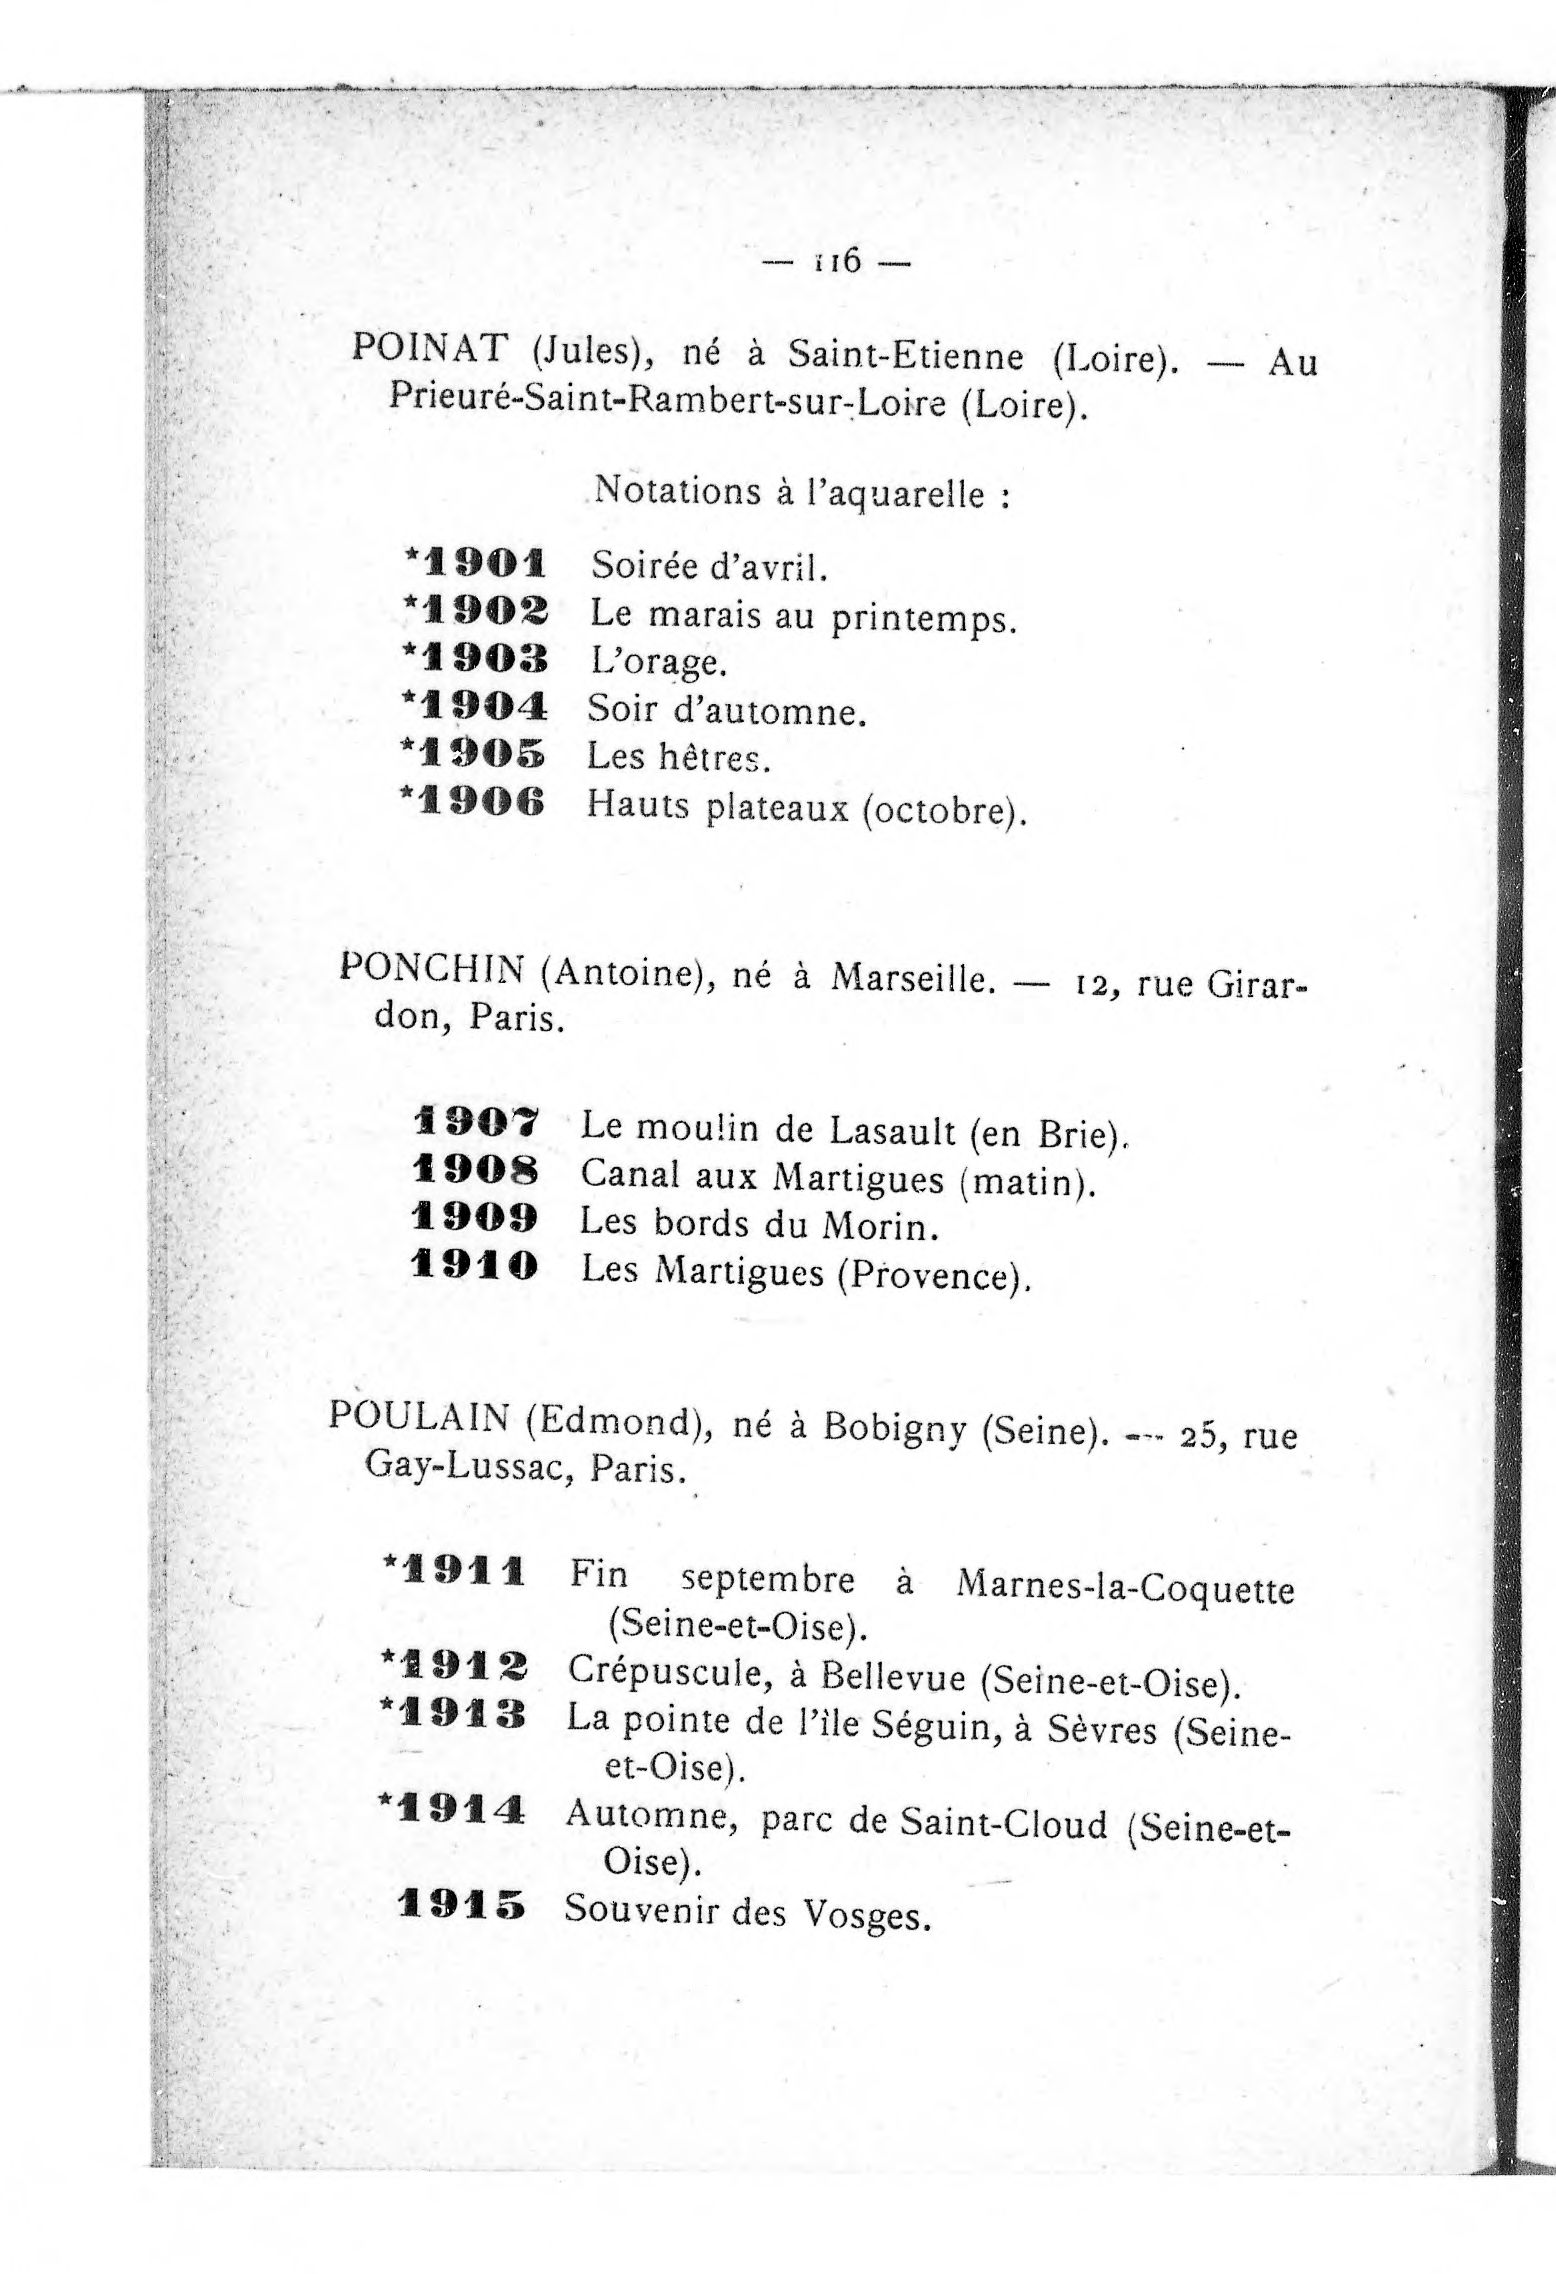 — 116 —
POINAT (Jules), né à Saint-Etienne (Loire). — Au
Prieuré-Saint-Rambert-sur-Loire (Loire).
Notations à l'aquarelle :
*1901 Soirée d'avril.
*1902 Le marais au printemps.
*1903 L'orage.
*1904 Soir d'automne.
*1905 Les hêtres.
*1906 Hauts plateaux (octobre).
PONCHIN (Antoine), né à Marseille. — 12, rue Girar-
don, Paris.
1907 Le moulin de Lasault (en Brie).
1908 Canal aux Martigues (matin).
1909 Les bords du Morin.
1910 Les Martigues (Provence).
POULAIN (Edmond), né à Bobigny (Seine). — 25, rue
Gay-Lussac, Paris.
*1911 Fin septembre à Marnes-la-Coquette
(Seine-et-Oise).
*1912 Crépuscule, à Bellevue (Seine-et-Oise).
*1913 La pointe de l'île Séguin, à Sèvres (Seine-
et-Oise).
*1914 Automne, parc de Saint-Cloud (Seine-et-
Oise).
1915 Souvenir des Vosges.